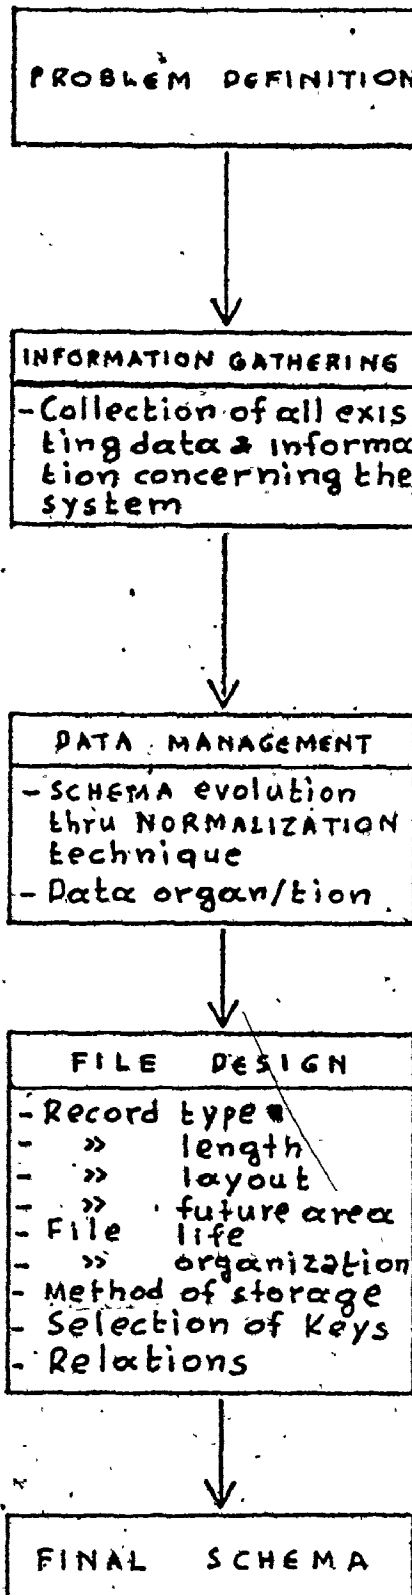 PROBLEM DEFINITION
INFORMATION GATHERING
- Collection of all exis
ting data & informa
tion concerning the
system
DATA MANAGEMENT
- SCHEMA evolution
thru NORMALIZATION
technique
- Data organ/tion
FILE DESIGN
- Record type
- » length
- » layout
- » future area
- File life
- » organization
- Method of storage
- Selection of Keys
- Relations
FINAL SCHEMA